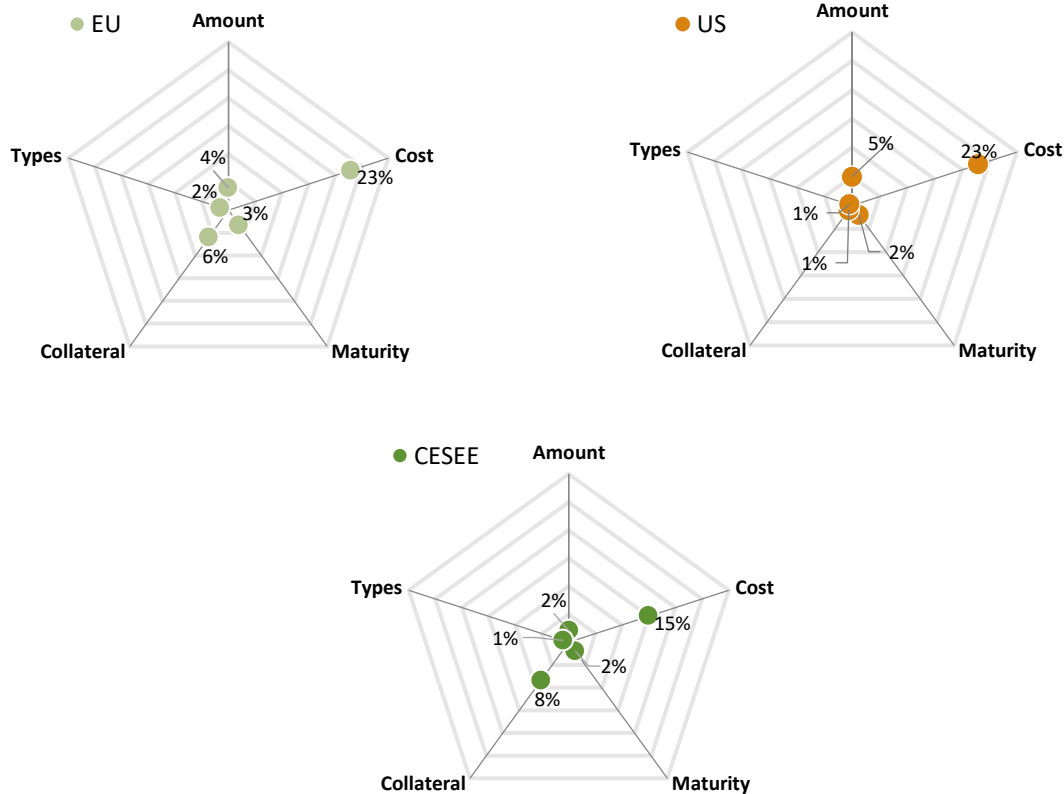 EU
Amount
Types
Cost
4%
23%
2%
3%
6%
Collateral
Maturity
US
Amount
Types
Cost
5%
23%
1%
2%
1%
Collateral
Maturity
CESEE
Amount
Types
Cost
2%
15%
1%
2%
8%
Collateral
Maturity